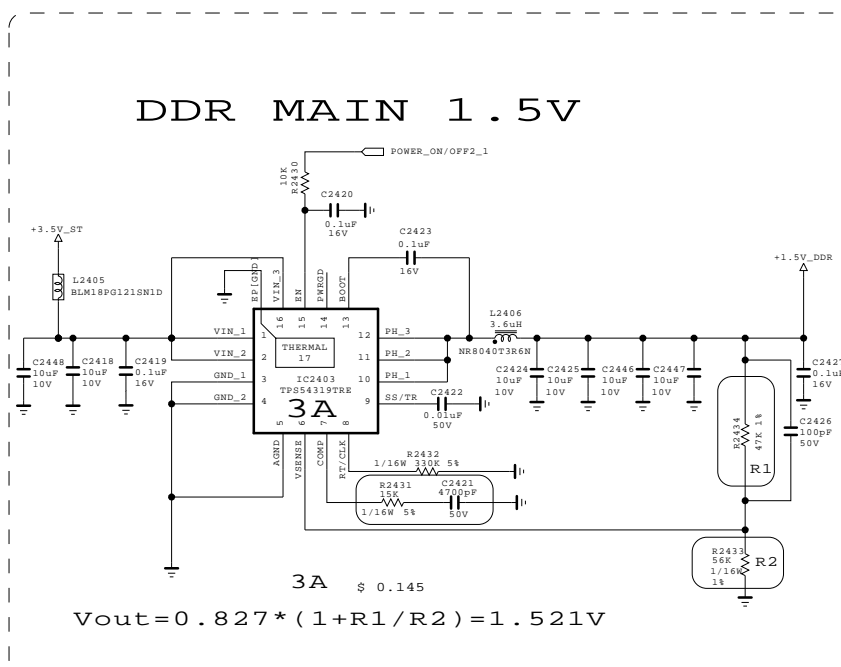 DDR MAIN 1.5V
POWER_ON/OFF2_1
10K
R2430
C2420
0.1uF
16V
C2423
0.1uF
16V
+3.5V_ST
L2405
BLM18PG121SN1D
+1.5V_DDR
EP[GND]
VIN_3
EN
PWRGD
BOOT
16
15
14
13
L2406
3.6uH
NR8040T3R6N
VIN_1
1
VIN_2
2
GND_1
3
GND_2
4
THERMAL
17
IC2403
TPS54319TRE
3A
12
PH_3
11
PH_2
10
PH_1
9
SS/TR
C2422
0.01uF
50V
C2448
10uF
10V
C2418
10uF
10V
C2419
0.1uF
16V
C2424
10uF
10V
C2425
10uF
10V
C2446
10uF
10V
C2447
10uF
10V
C2427
0.1uF
16V
R2434
47K 1%
R1
C2426
100pF
50V
5
6
7
8
AGND
VSENSE
COMP
RT/CLK
R2432
1/16W 330K 5%
R2431
15K
1/16W 5%
C2421
4700pF
50V
R2433
56K
1/16W
1%
R2
3A
$ 0.145
Vout=0.827*(1+R1/R2)=1.521V